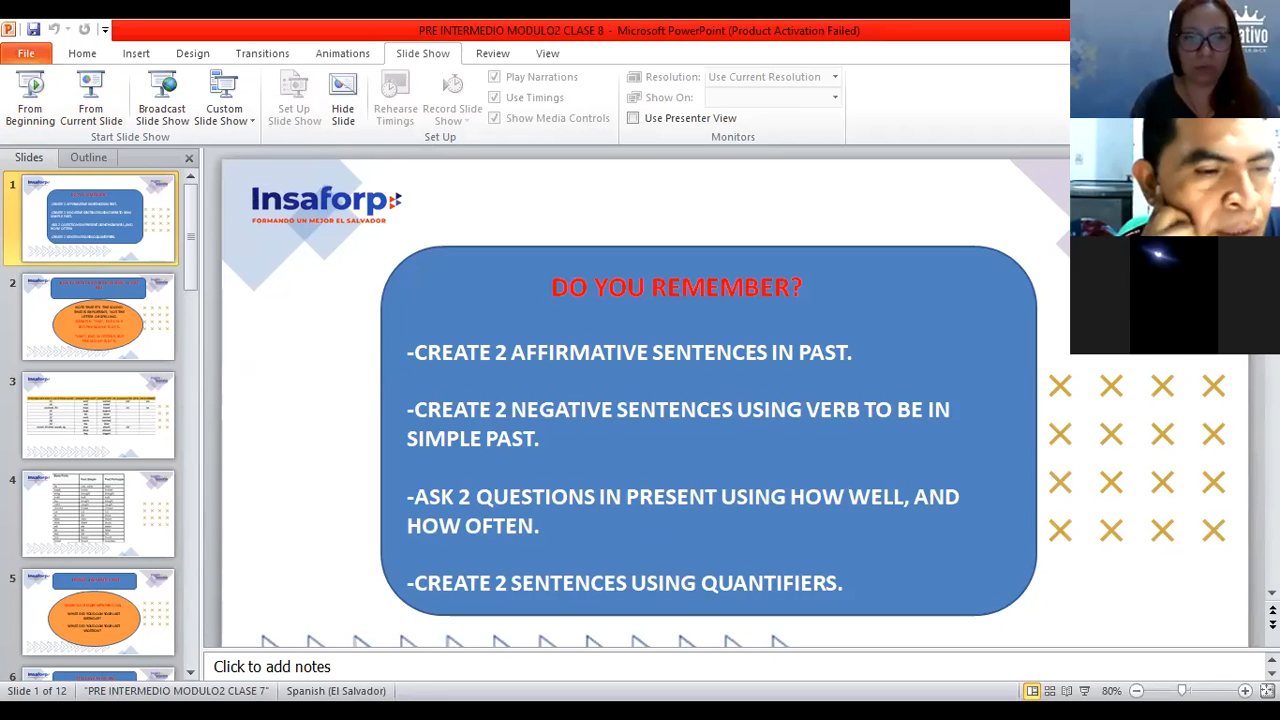 PRE INTERMEDIO MODULO2 CLASE 8 - Microsoft PowerPoint (Product Activation Failed)
File Home Insert Design Transitions Animations Slide Show Review View
From Beginning
From Current Slide
Broadcast Slide Show
Custom Slide Show
Set Up Slide Show
Hide Slide
Rehearse Timings
Record Slide Show
Play Narrations
Use Timings
Show Media Controls
Resolution: Use Current Resolution
Show On:
Use Presenter View
Start Slide Show
Set Up
Monitors
Slides Outline
1
2
3
4
5
6
Insaforp
FORMANDO UN MEJOR EL SALVADOR
DO YOU REMEMBER?
-CREATE 2 AFFIRMATIVE SENTENCES IN PAST.
-CREATE 2 NEGATIVE SENTENCES USING VERB TO BE IN
SIMPLE PAST.
-ASK 2 QUESTIONS IN PRESENT USING HOW WELL, AND
HOW OFTEN.
-CREATE 2 SENTENCES USING QUANTIFIERS.
Click to add notes
Slide 1 of 12 "PRE INTERMEDIO MODULO2 CLASE 7" Spanish (El Salvador) 80%